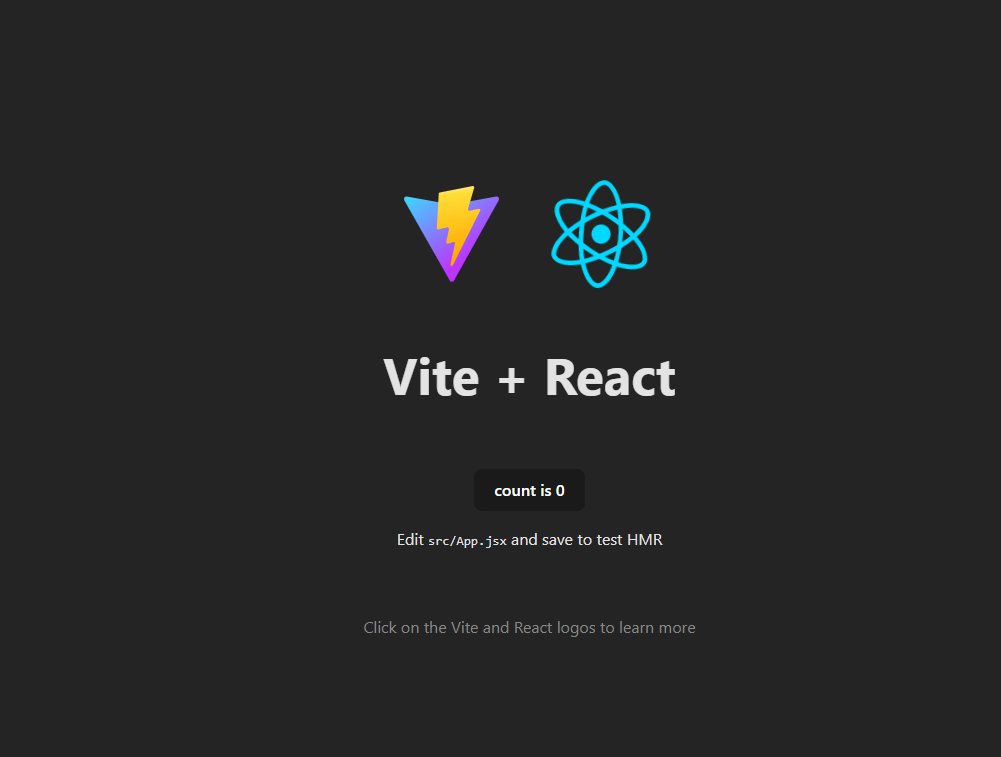 Vite + React
count is 0
Edit src/App.jsx and save to test HMR
Click on the Vite and React logos to learn more